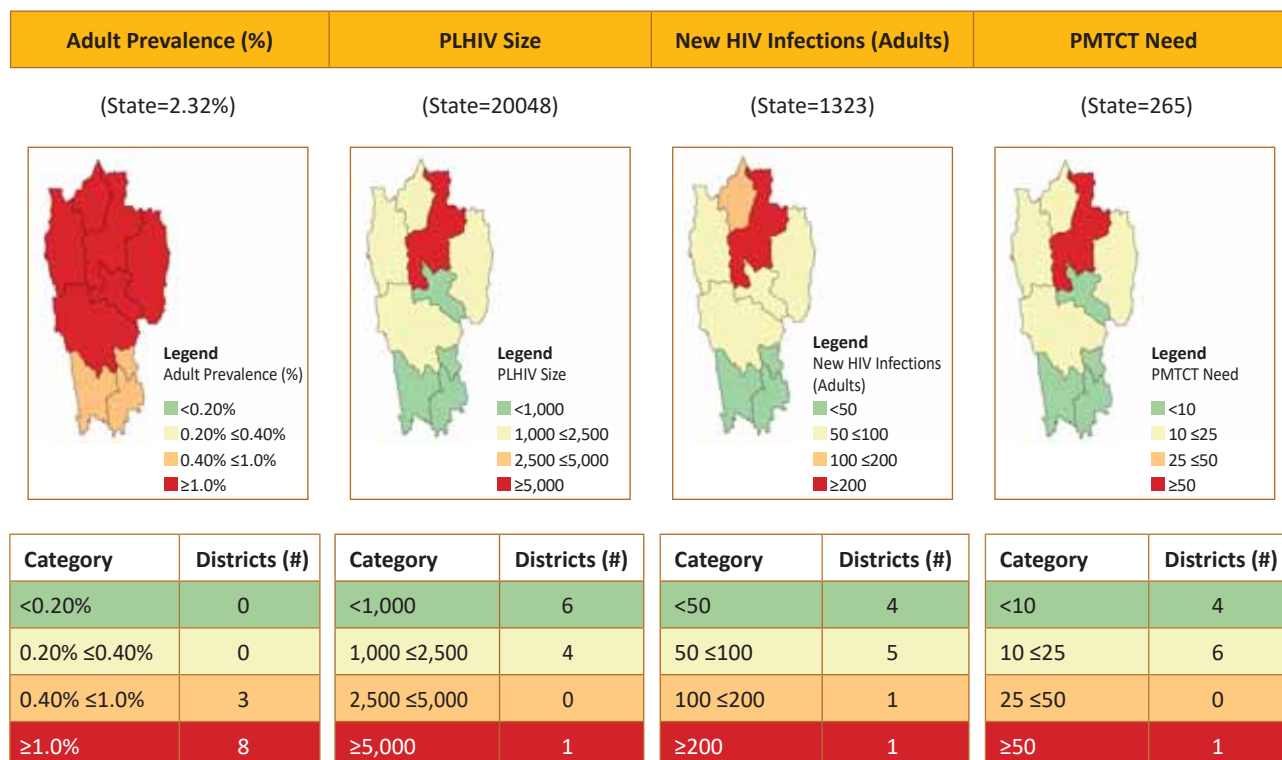 Adult Prevalence (%) PLHIV Size New HIV Infections (Adults) PMTCT Need
(State=2.32%) (State=20048) (State=1323) (State=265)
Legend
Adult Prevalence (%)
<0.20%
0.20% ≤0.40%
0.40% ≤1.0%
≥1.0%
Legend
PLHIV Size
<1,000
1,000 ≤2,500
2,500 ≤5,000
≥5,000
Legend
New HIV Infections
(Adults)
<50
50 ≤100
100 ≤200
≥200
Legend
PMTCT Need
<10
10 ≤25
25 ≤50
≥50
Category Districts (#)
<0.20% 0
0.20% ≤0.40% 0
0.40% ≤1.0% 3
≥1.0% 8
Category Districts (#)
<1,000 6
1,000 ≤2,500 4
2,500 ≤5,000 0
≥5,000 1
Category Districts (#)
<50 4
50 ≤100 5
100 ≤200 1
≥200 1
Category Districts (#)
<10 4
10 ≤25 6
25 ≤50 0
≥50 1